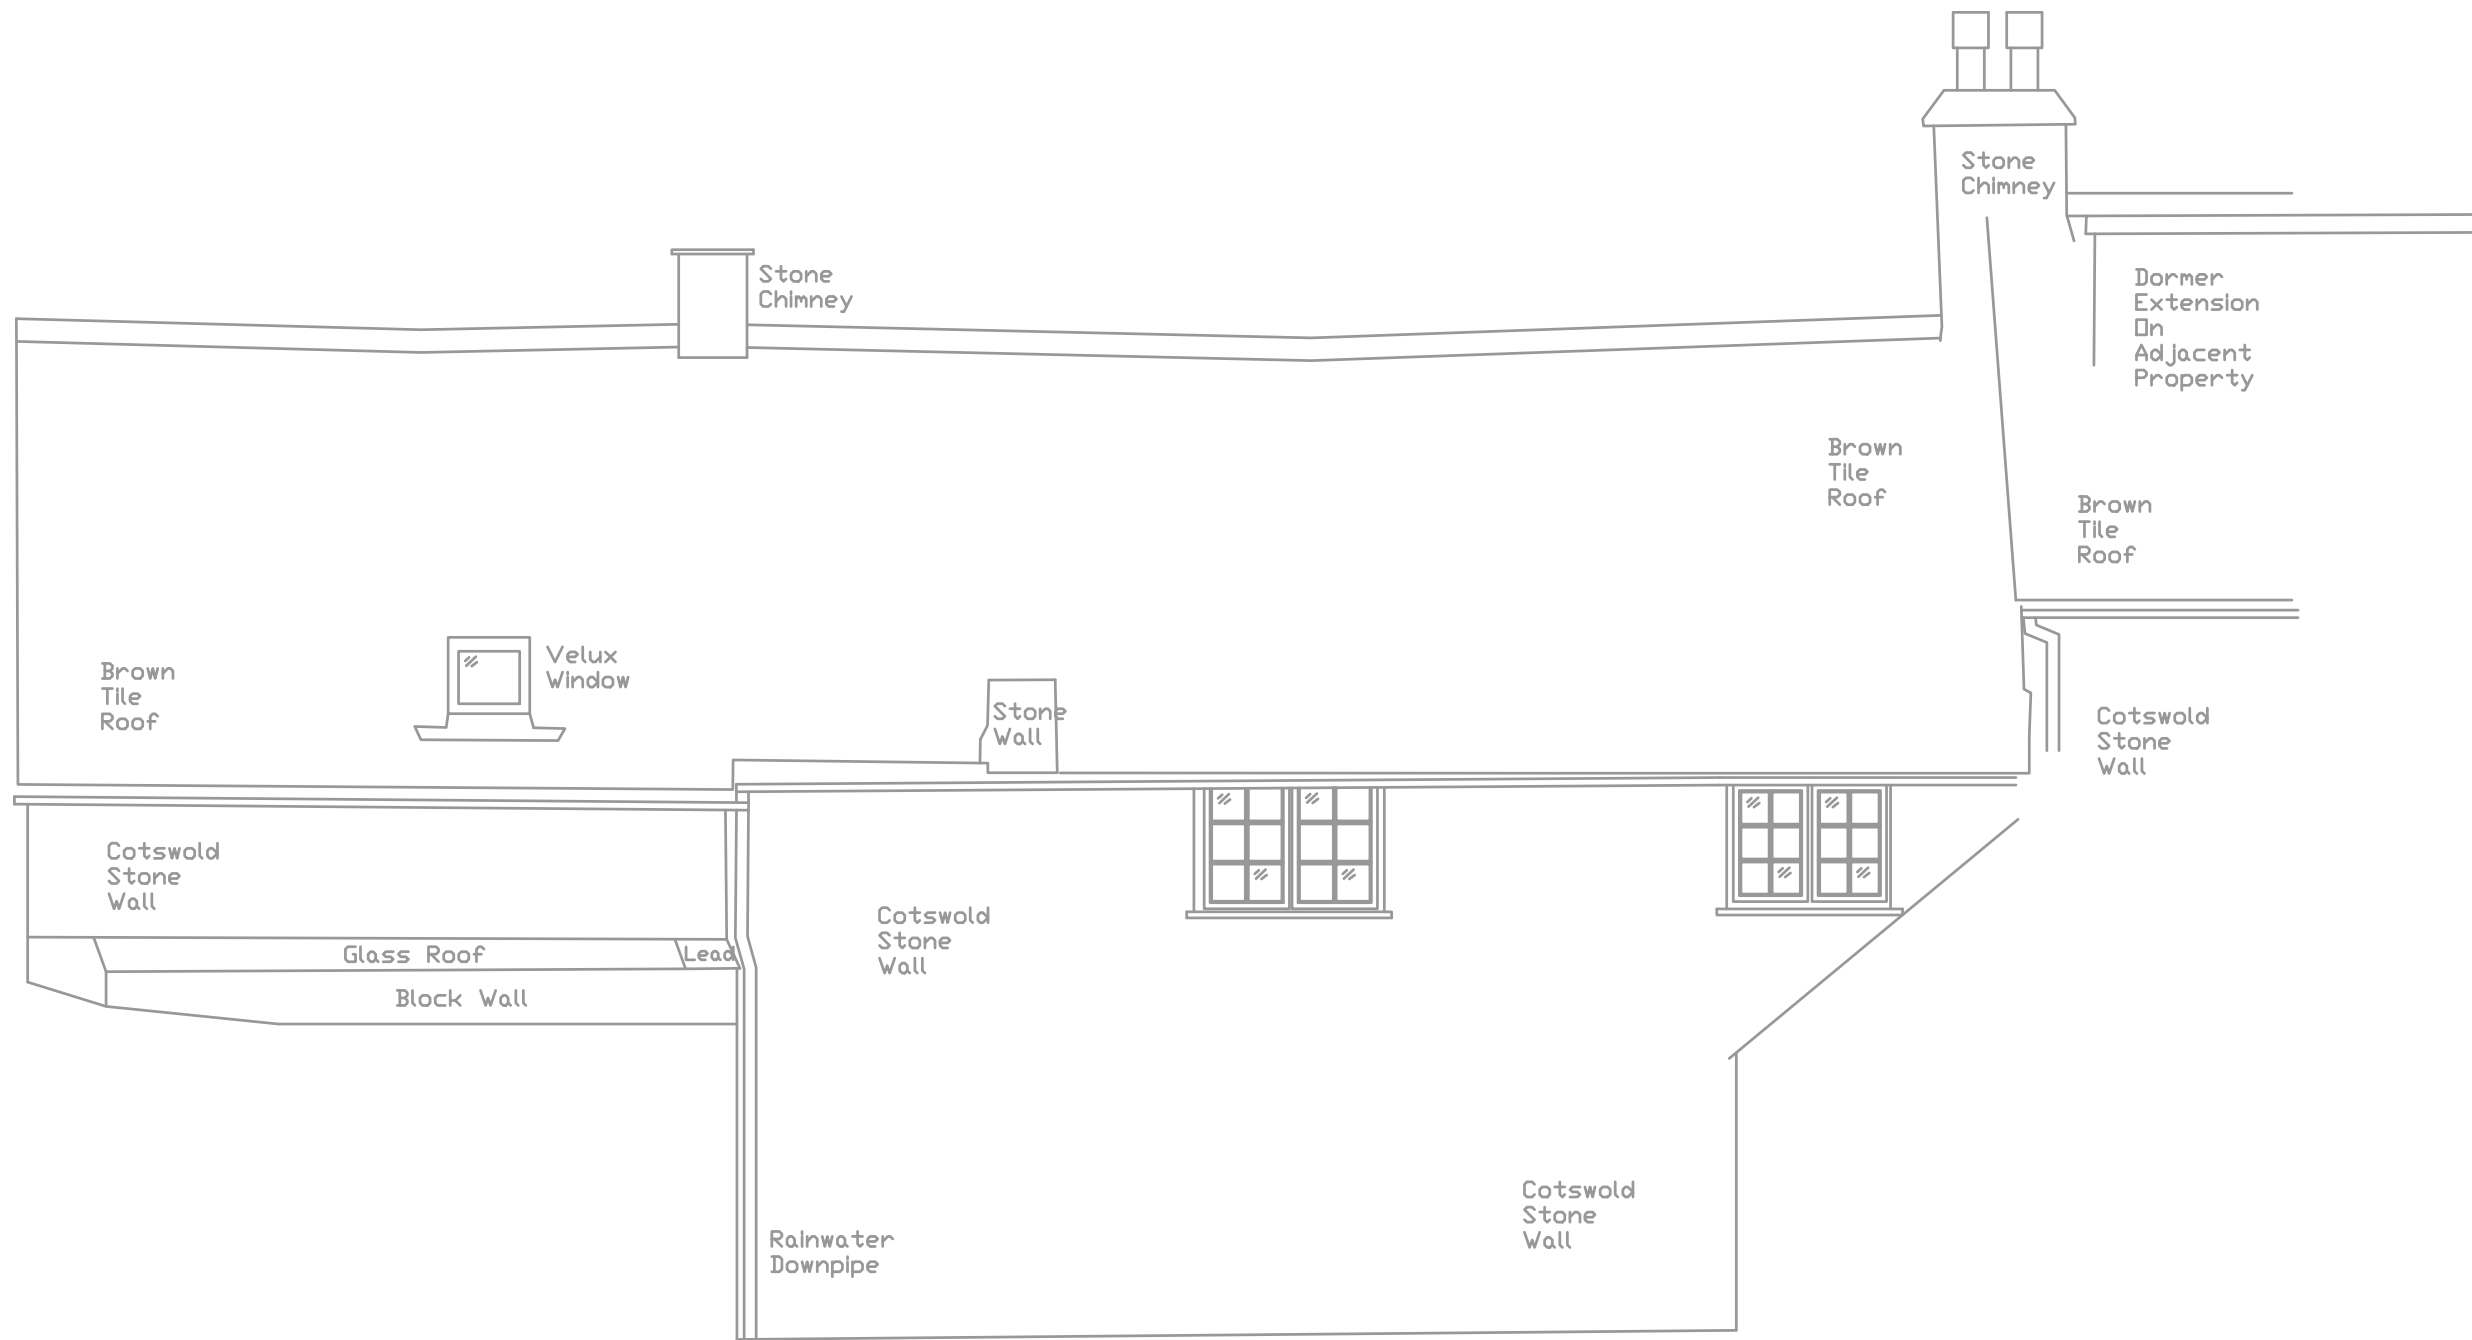 Stone
Chimney
Stone
Chimney
Dormer
Extension
On
Adjacent
Property
Brown
Tile
Roof
Brown
Tile
Roof
Velux
Window
Brown
Tile
Roof
Stone
Wall
Cotswold
Stone
Wall
Cotswold
Stone
Wall
Cotswold
Stone
Wall
Glass Roof
Lead
Block Wall
Cotswold
Stone
Wall
Rainwater
Downpipe